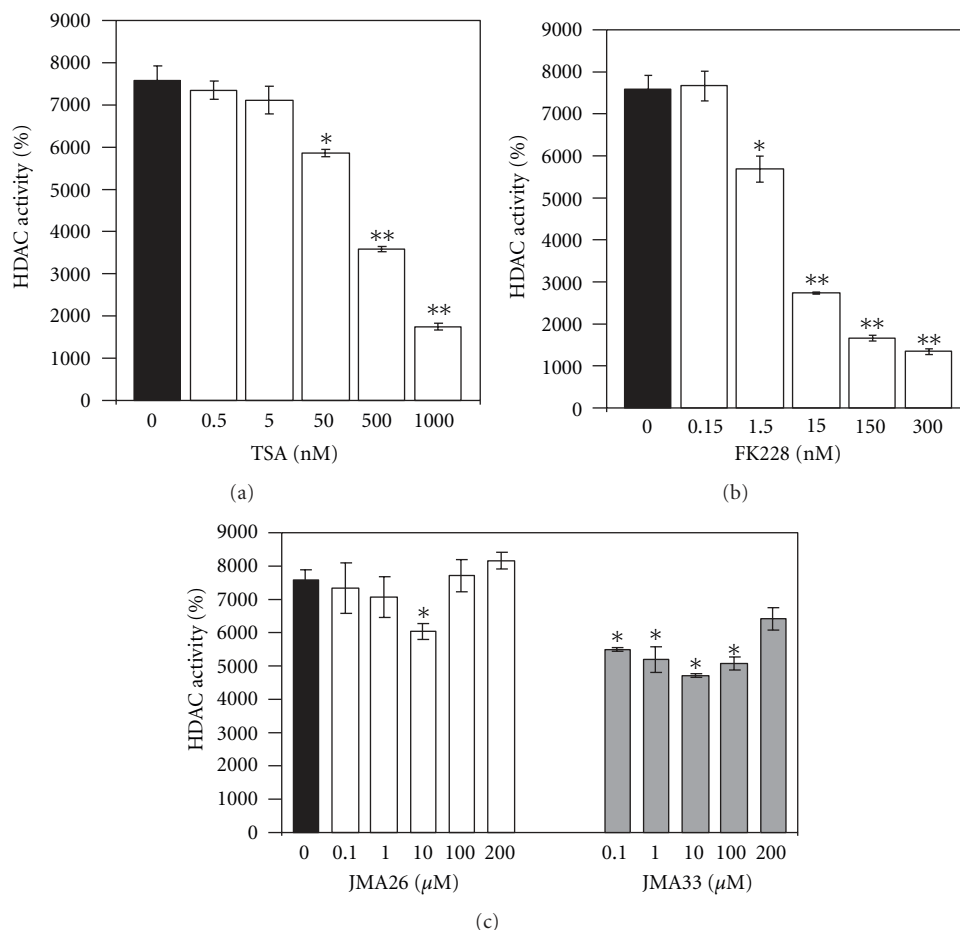 9000
8000
7000
6000
5000
4000
3000
2000
1000
0
HDAC activity (%)
*
**
**
0 0.5 5 50 500 1000
TSA (nM)
(a)
9000
8000
7000
6000
5000
4000
3000
2000
1000
0
HDAC activity (%)
*
**
**
**
0 0.15 1.5 15 150 300
FK228 (nM)
(b)
9000
8000
7000
6000
5000
4000
3000
2000
1000
0
HDAC activity (%)
*
* * * *
0 0.1 1 10 100 200 0.1 1 10 100 200
JMA26 (μM) JMA33 (μM)
(c)